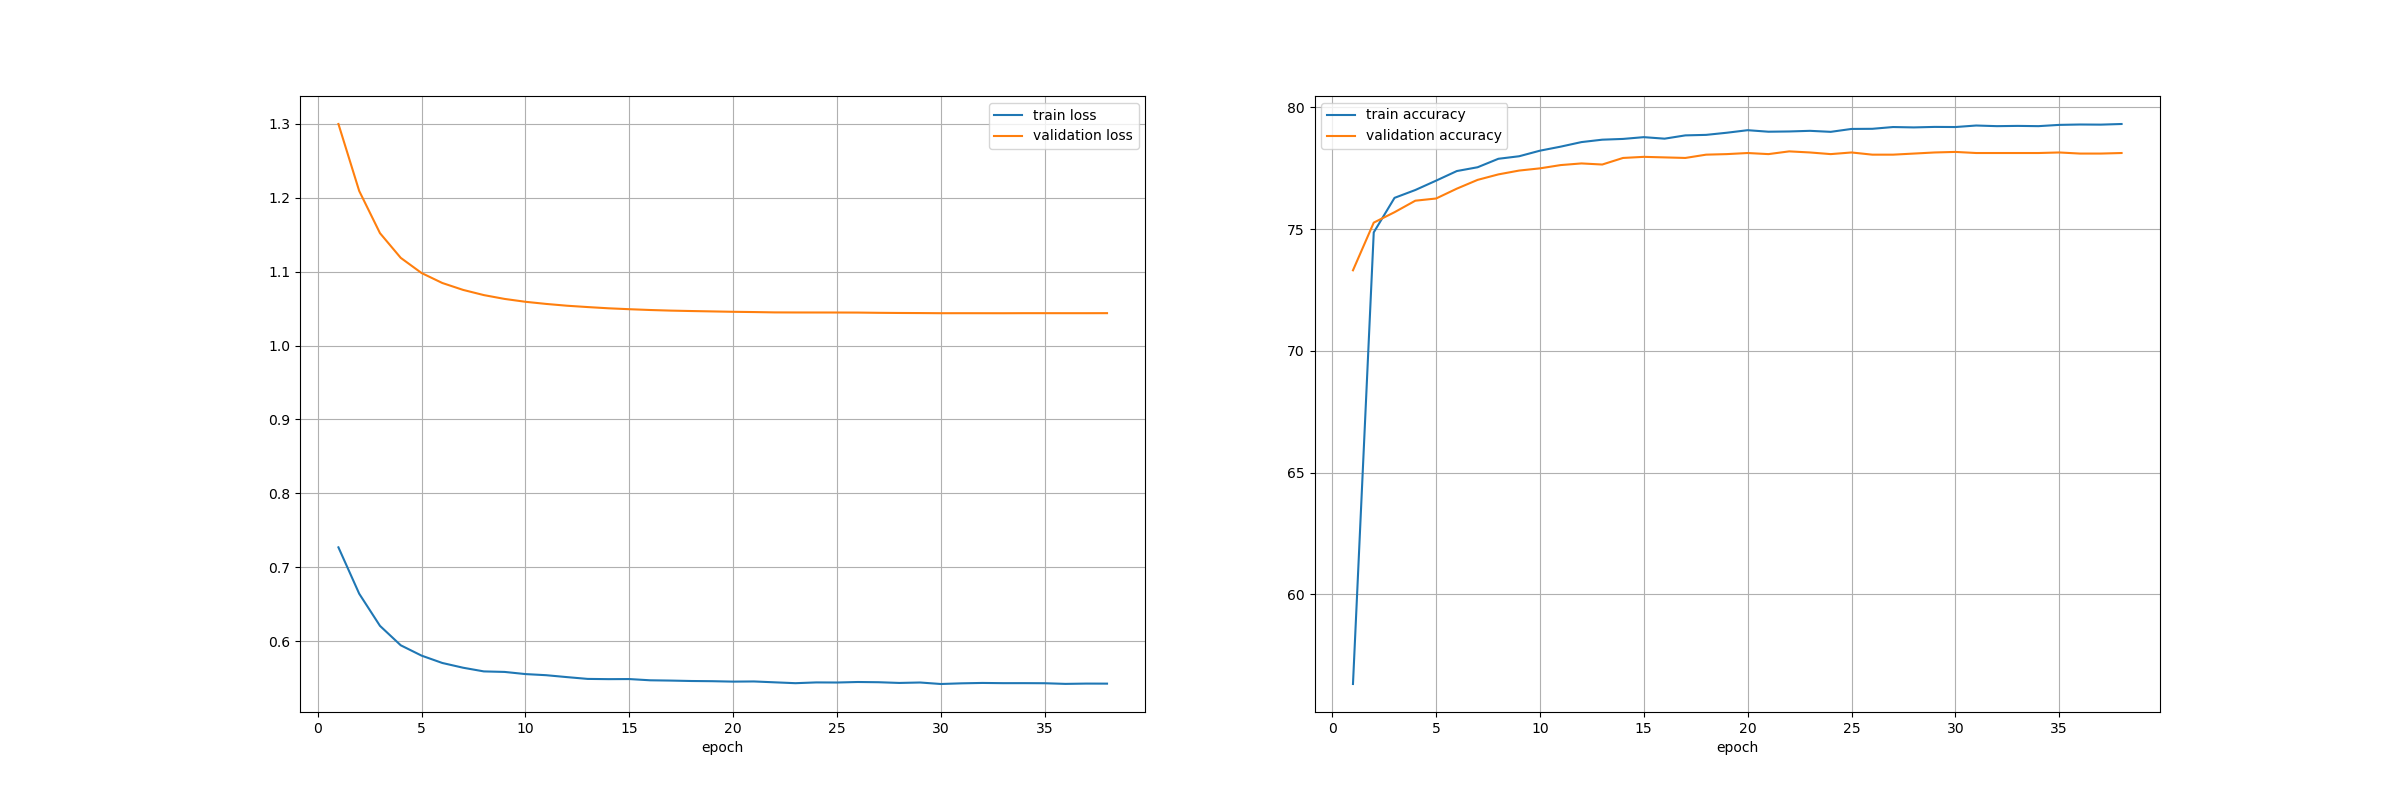 train loss
validation loss
1.3
1.2
1.1
1.0
0.9
0.8
0.7
0.6
0 5 10 15 20 25 30 35
epoch
train accuracy
validation accuracy
80
75
70
65
60
0 5 10 15 20 25 30 35
epoch